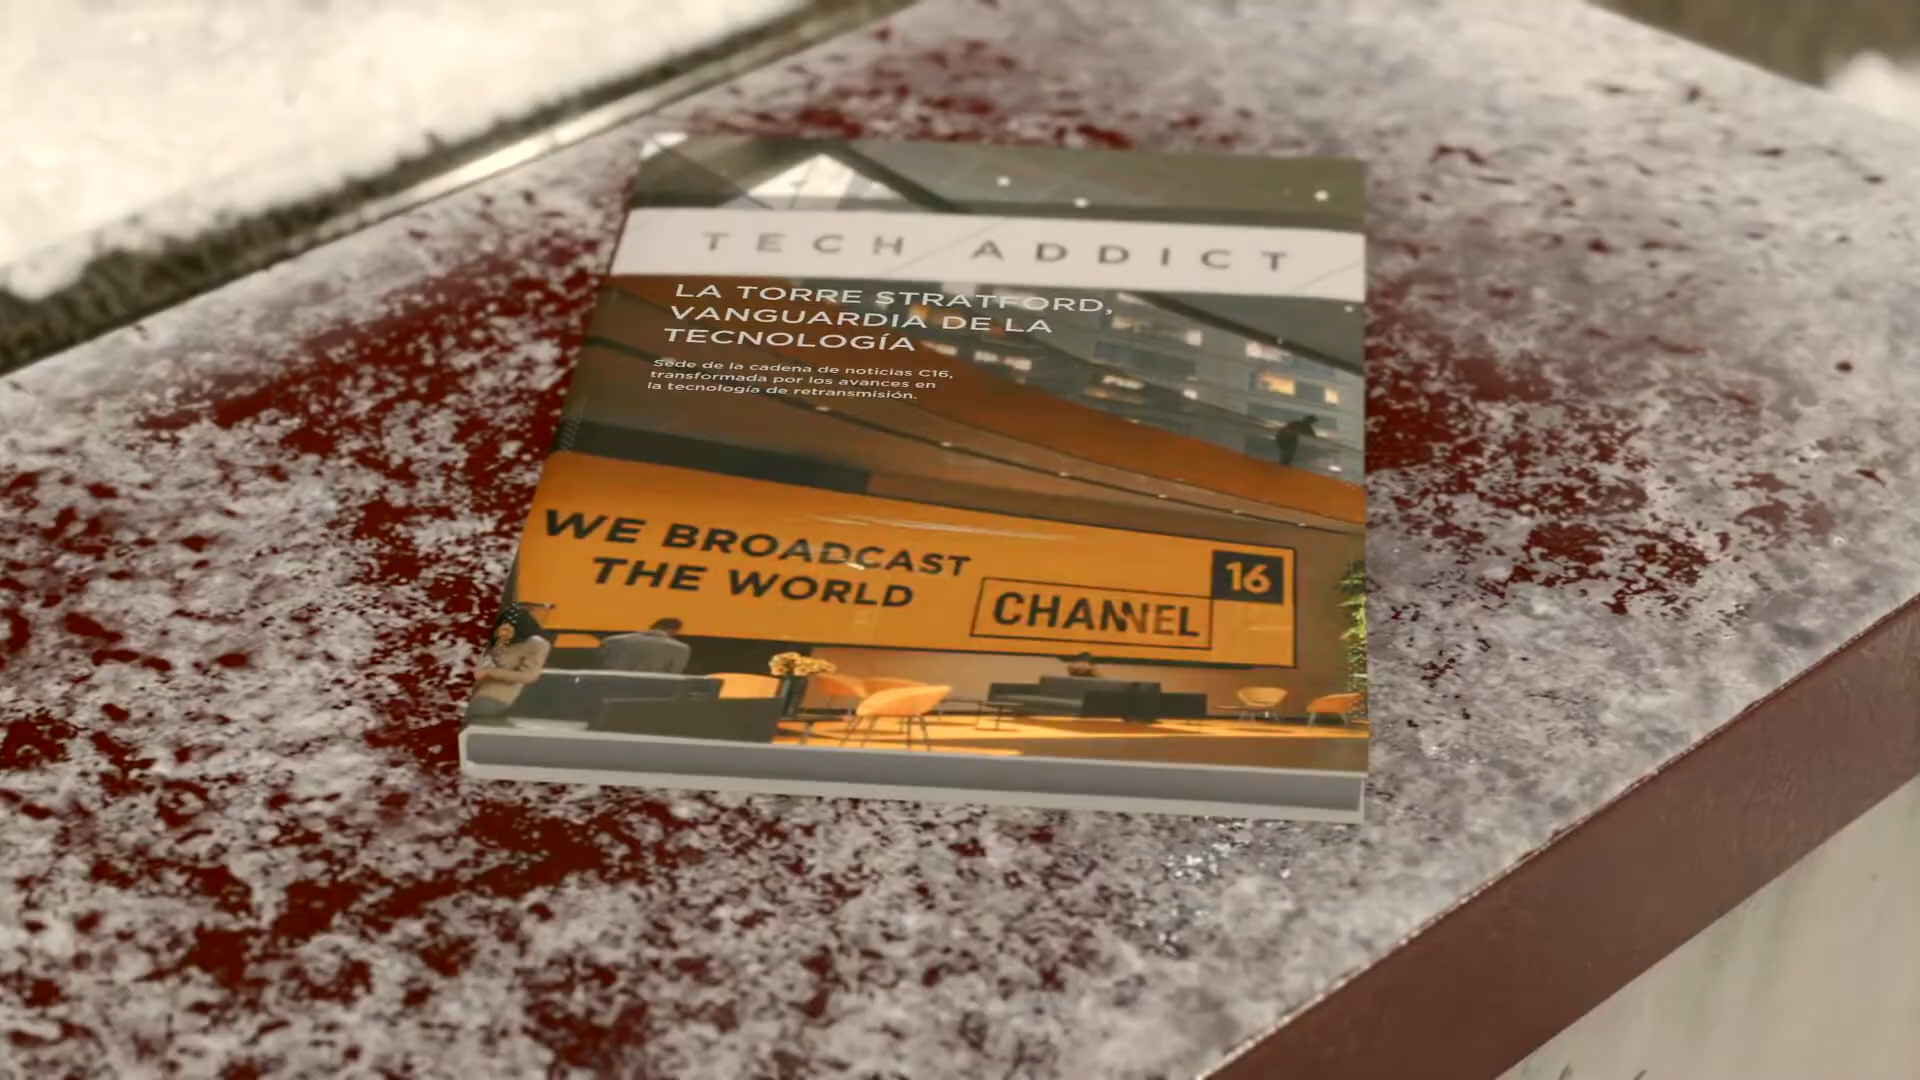 TECH ADDICT
LA TORRE STRATFORD,
VANGUARDIA DE LA
TECNOLOGÍA
Sede de la cadena de noticias C16,
transformada por los avances en
la tecnología de retransmisión.
WE BROADCAST
THE WORLD
16
CHANNEL